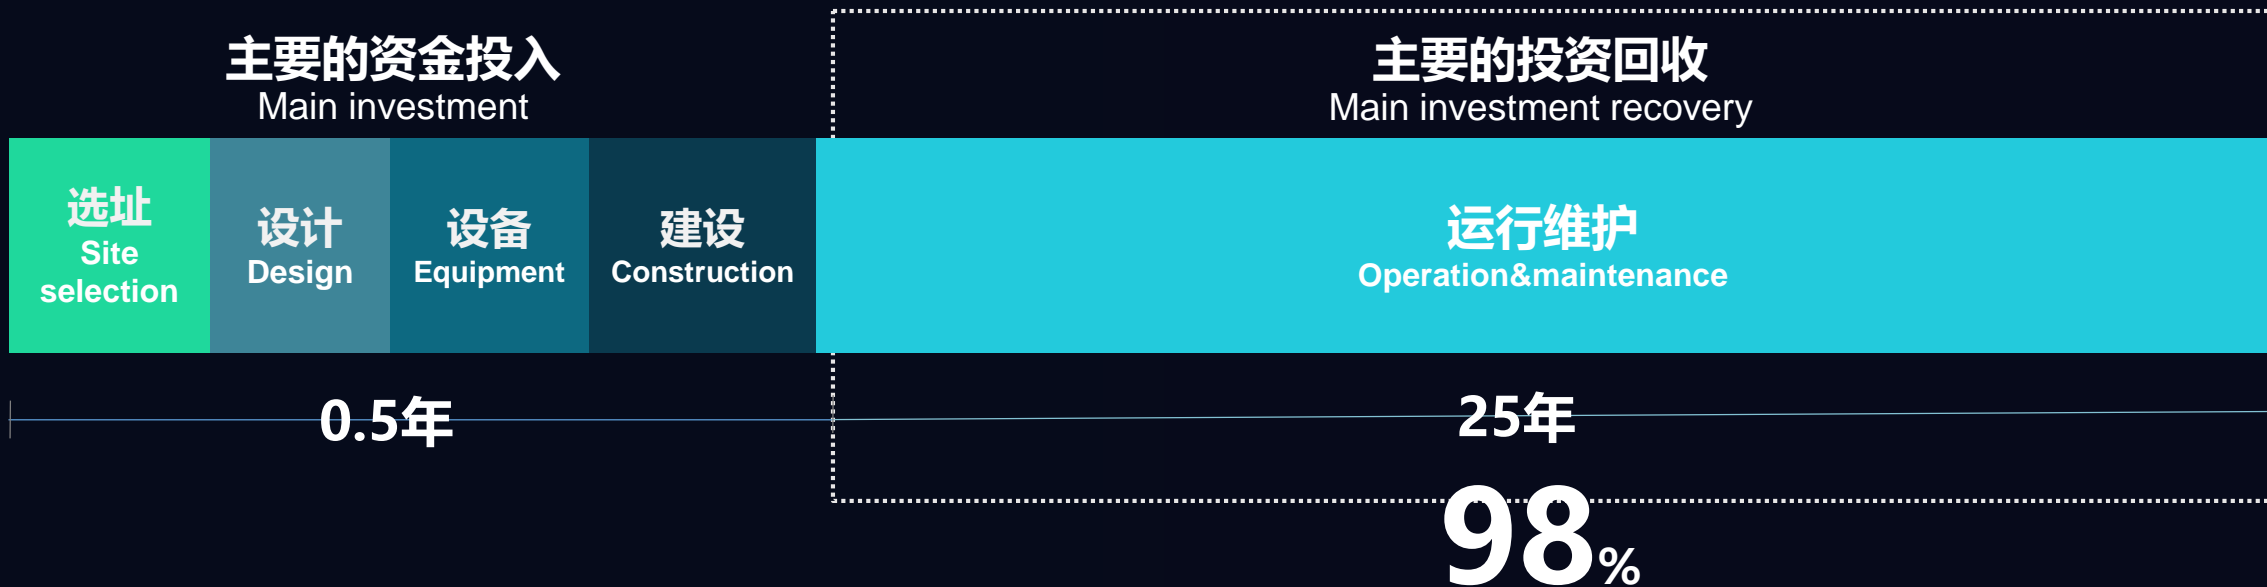 主要的资金投入
Main investment
主要的投资回收
Main investment recovery
选址
Site
selection
设计
Design
设备
Equipment
建设
Construction
运行维护
Operation&maintenance
0.5年
25年
98%